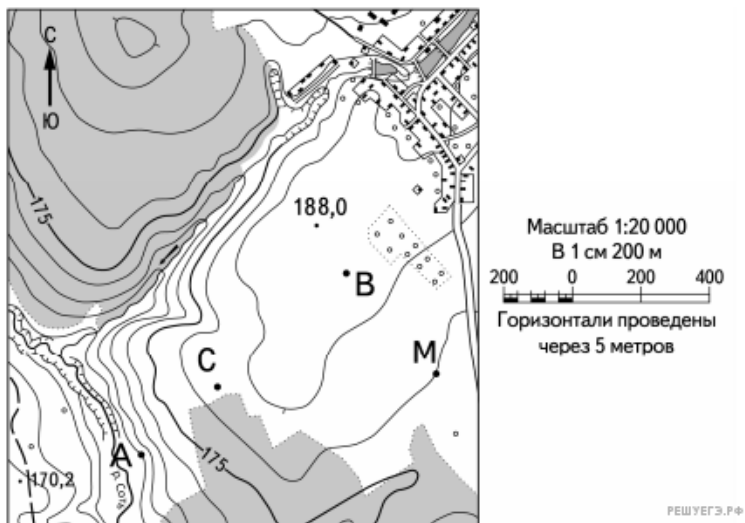 С
Ю
175
188,0
В
С
М
А
175
170,2
р. Сота
Масштаб 1:20 000
В 1 см 200 м
200 0 200 400
Горизонтали проведены
через 5 метров
РЕШУЕГЭ.РФ